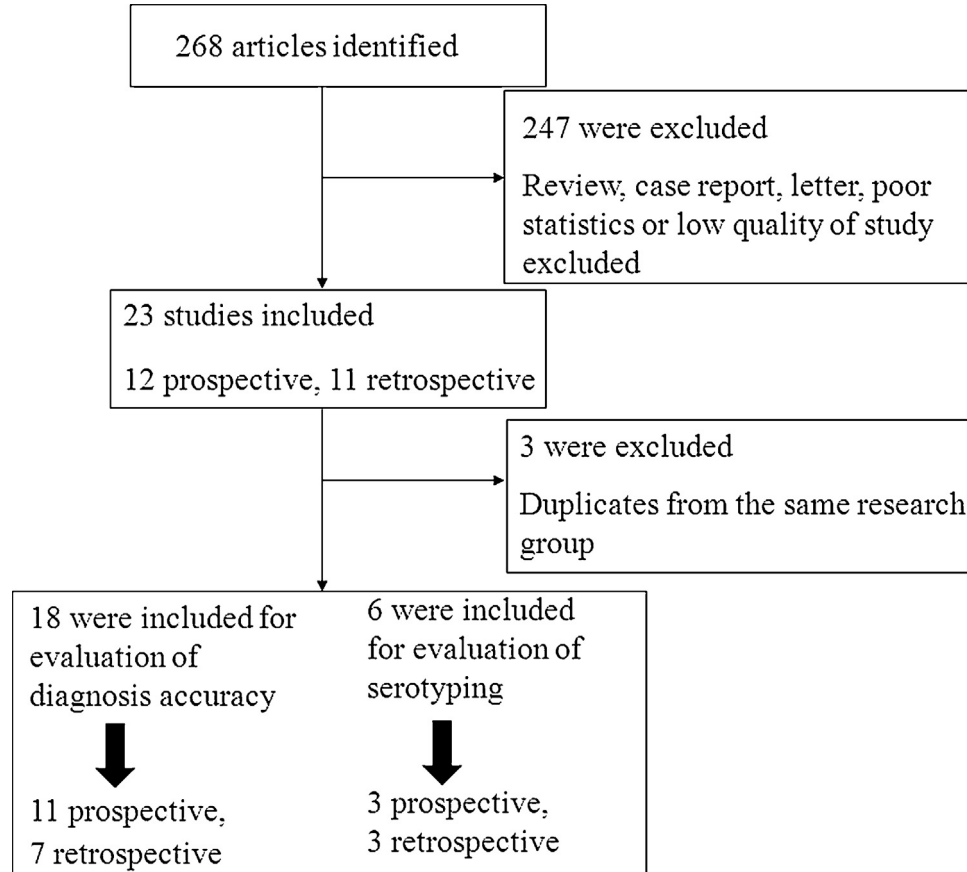 268 articles identified
247 were excluded
Review, case report, letter, poor
statistics or low quality of study
excluded
23 studies included
12 prospective, 11 retrospective
3 were excluded
Duplicates from the same research
group
18 were included for
evaluation of
diagnosis accuracy
11 prospective,
7 retrospective
6 were included
for evaluation of
serotyping
3 prospective,
3 retrospective